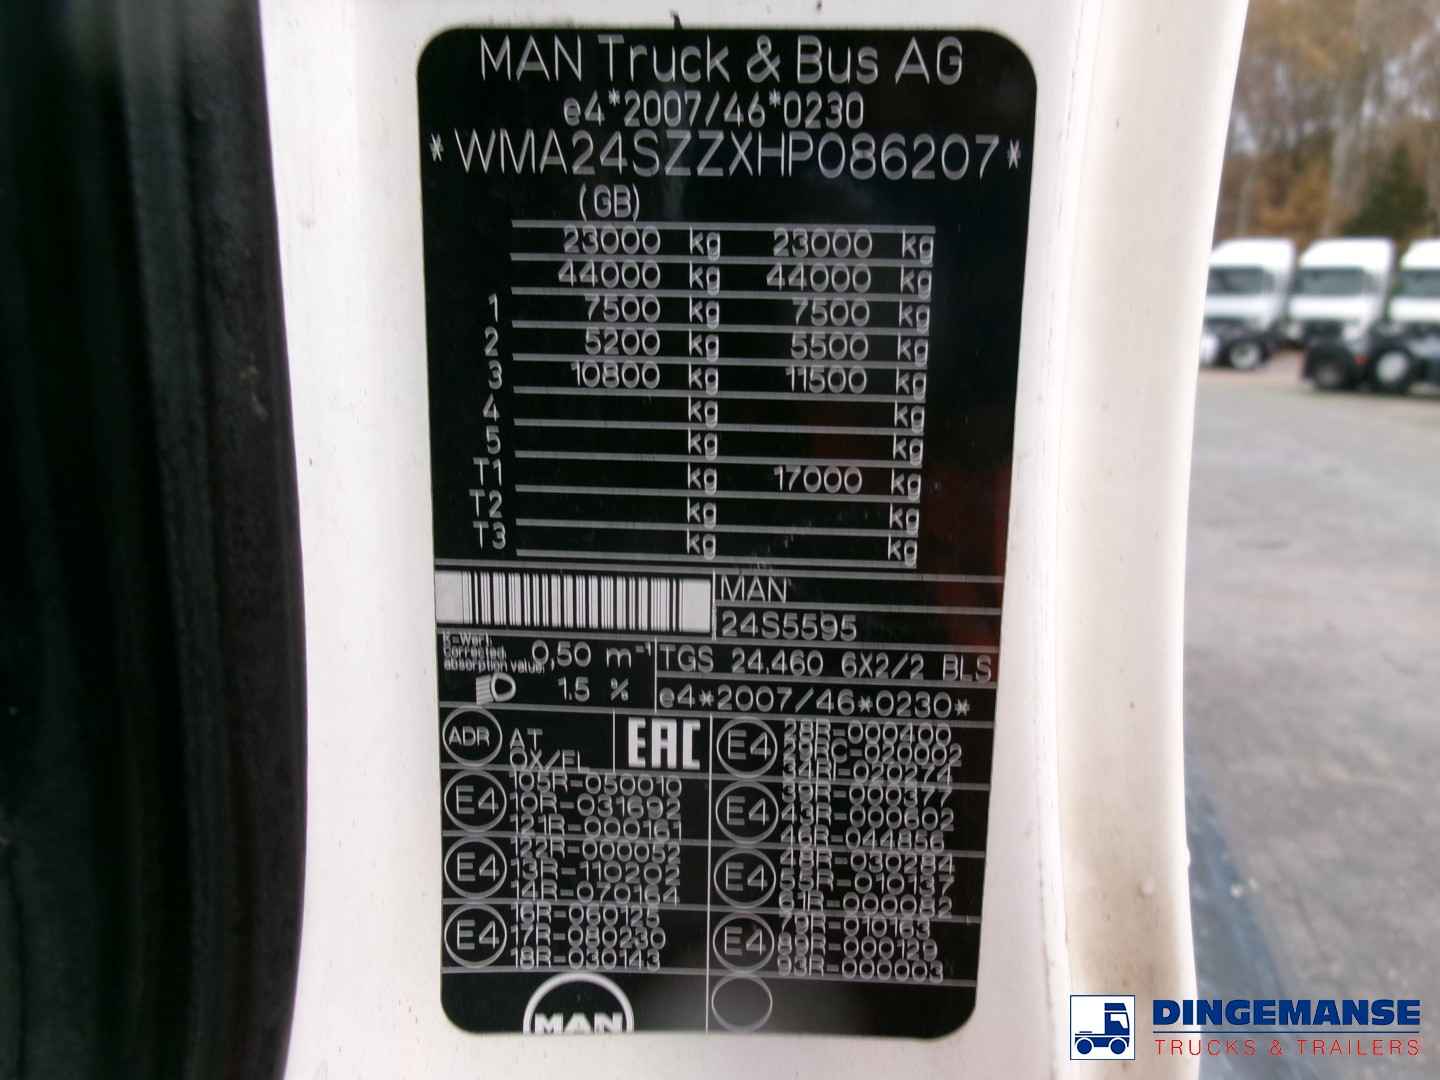 MAN Truck & Bus AG
e4*2007/46*0230
*WMA24SZZXHP086207*
(GB)
23000 kg 23000 kg
44000 kg 44000 kg
1 7500 kg 7500 kg
2 5200 kg 5500 kg
3 10800 kg 11500 kg
4 kg kg
5 kg kg
T1 kg 17000 kg
T2 kg kg
T3 kg kg
MAN
24S5595
K-Wert:
Corrected
absorption value:
0,50 m-1
TGS 24.460 6X2/2 BLS
1.5 %
e4*2007/46*0230*
ADR AT
OX/FL
EAC
E4 28R-000400
29RC-020002
34RI-020274
E4 105R-050010
10R-031692
121R-000161
E4 39R-000377
43R-000602
46R-044856
E4 122R-000052
13R-110202
14R-070164
E4 48R-030284
55R-010137
61R-000052
E4 16R-060125
17R-080230
18R-030143
E4 79R-010163
89R-000129
93R-000003
MAN
DINGEMANSE
TRUCKS & TRAILERS